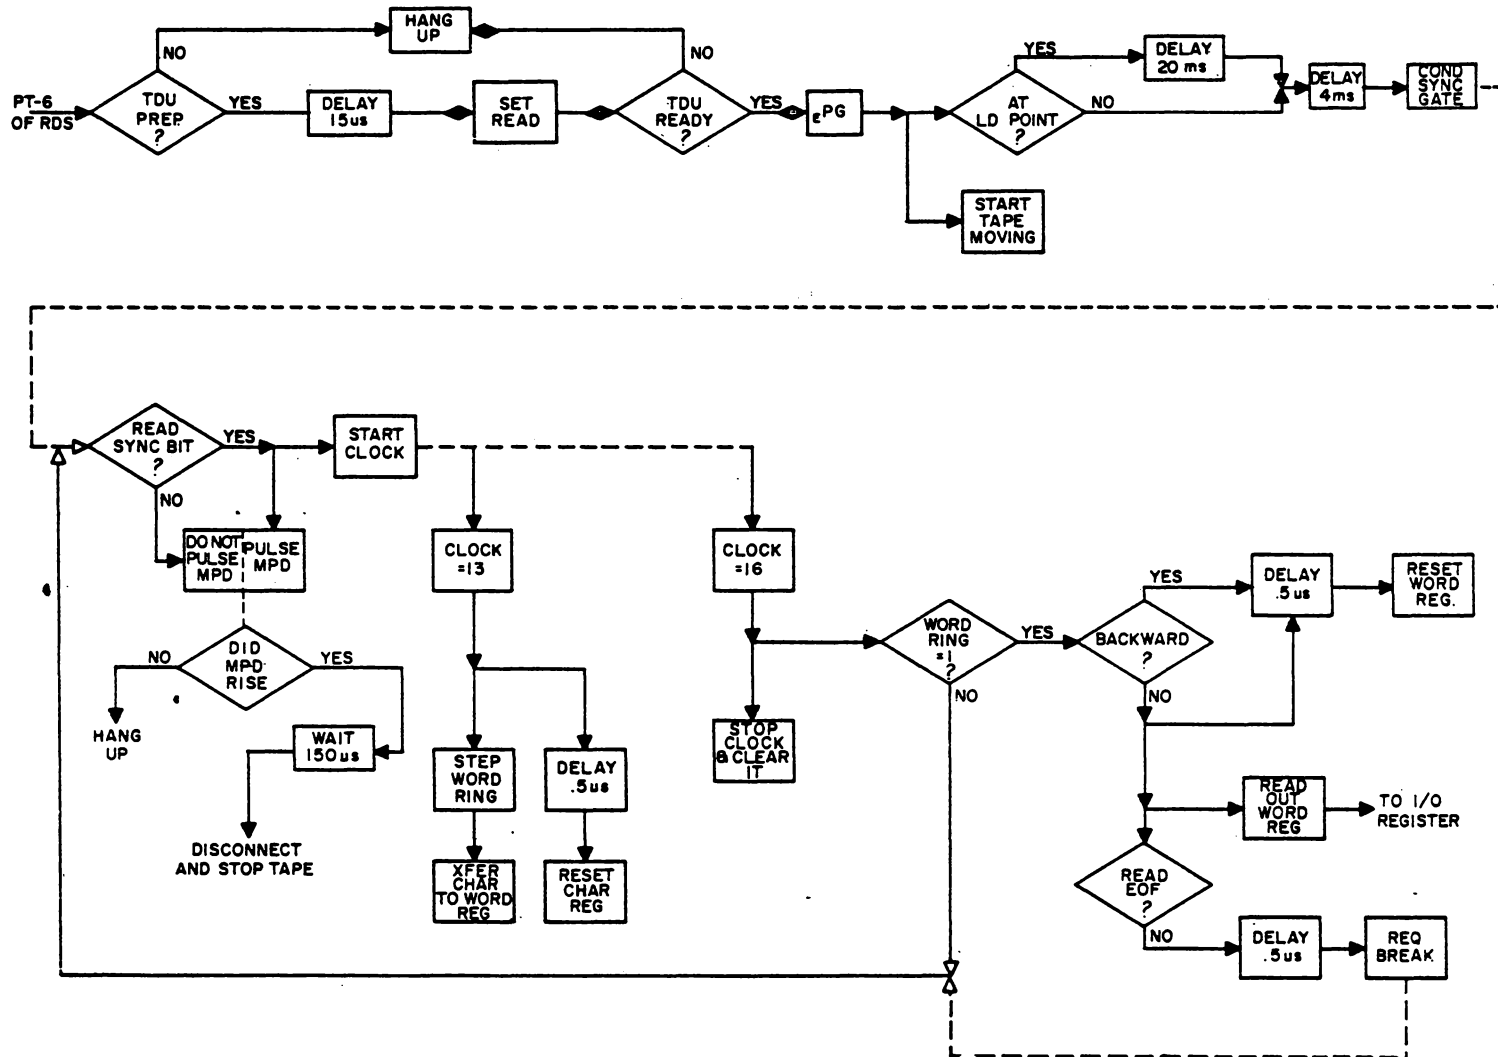 HANG
UP
NO
NO
PT-6
OF RDS
TDU
PREP.
?
YES
DELAY
15us
SET
READ
TDU
READY
?
YES
EPG
AT
LD POINT
?
YES
DELAY
20 ms
NO
DELAY
4ms
COND
SYNC
GATE
START
TAPE
MOVING
READ
SYNC BIT
?
YES
START
CLOCK
NO
DO NOT
PULSE
MPD
PULSE
MPD
CLOCK
=13
CLOCK
=16
DID
MPD
RISE
NO
YES
HANG
UP
WAIT
150us
DISCONNECT
AND STOP TAPE
STEP
WORD
RING
DELAY
.5us
XFER
CHAR
TO WORD
REG
RESET
CHAR
REG
STOP
CLOCK
& CLEAR
IT
WORD
RING
=1
?
YES
NO
BACKWARD
?
YES
DELAY
.5us
RESET
WORD
REG.
NO
READ
OUT
WORD
REG
TO I/O
REGISTER
READ
EOF
?
NO
DELAY
.5us
REQ
BREAK